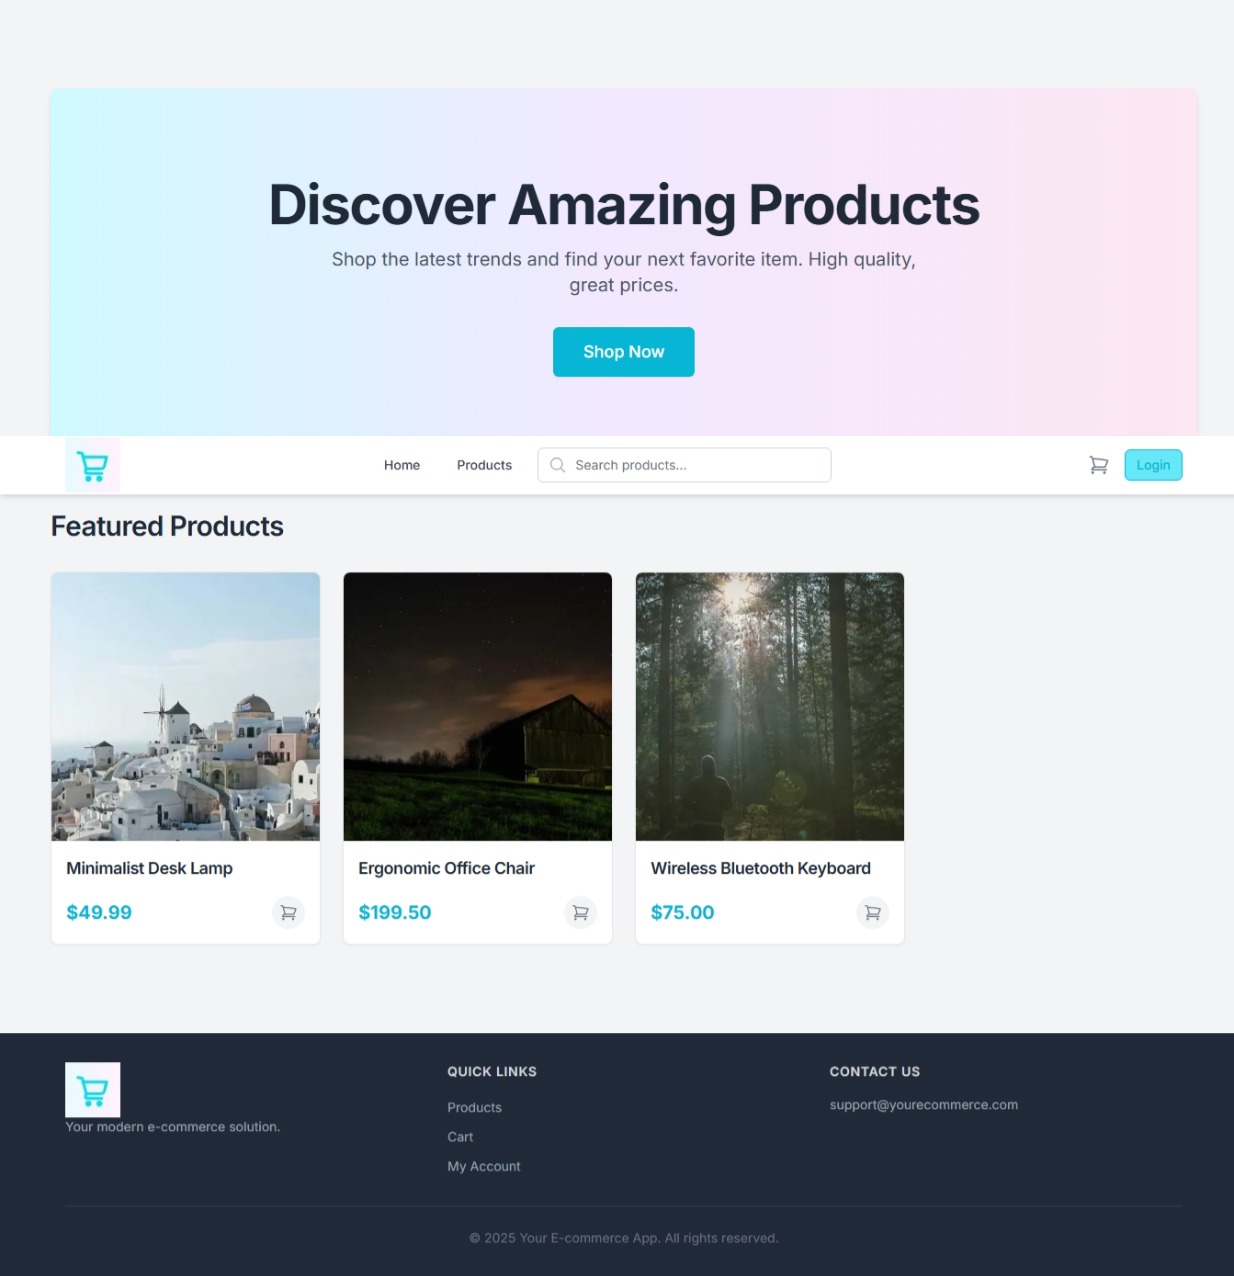 Discover Amazing Products
Shop the latest trends and find your next favorite item. High quality,
great prices.
Shop Now
Home
Products
Search products...
Login
Featured Products
Minimalist Desk Lamp
$49.99
Ergonomic Office Chair
$199.50
Wireless Bluetooth Keyboard
$75.00
Your modern e-commerce solution.
QUICK LINKS
Products
Cart
My Account
CONTACT US
support@yourecommerce.com
© 2025 Your E-commerce App. All rights reserved.